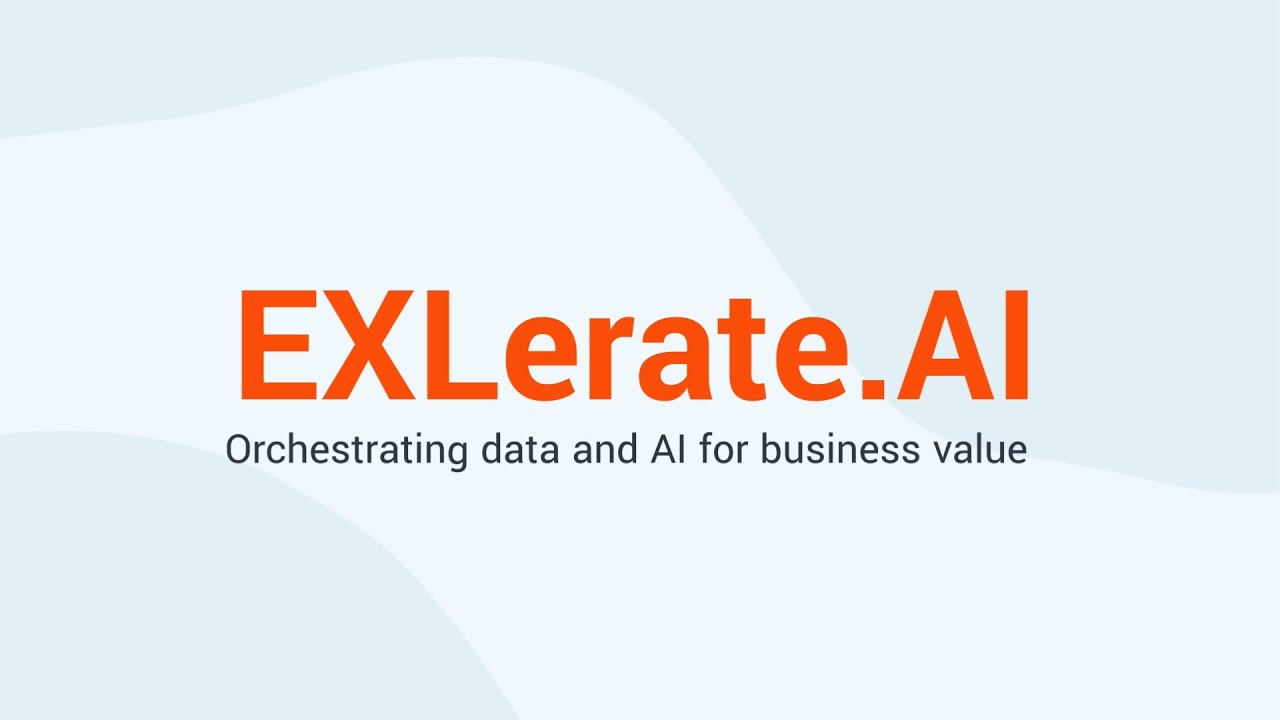 EXLerate.AI
Orchestrating data and AI for business value